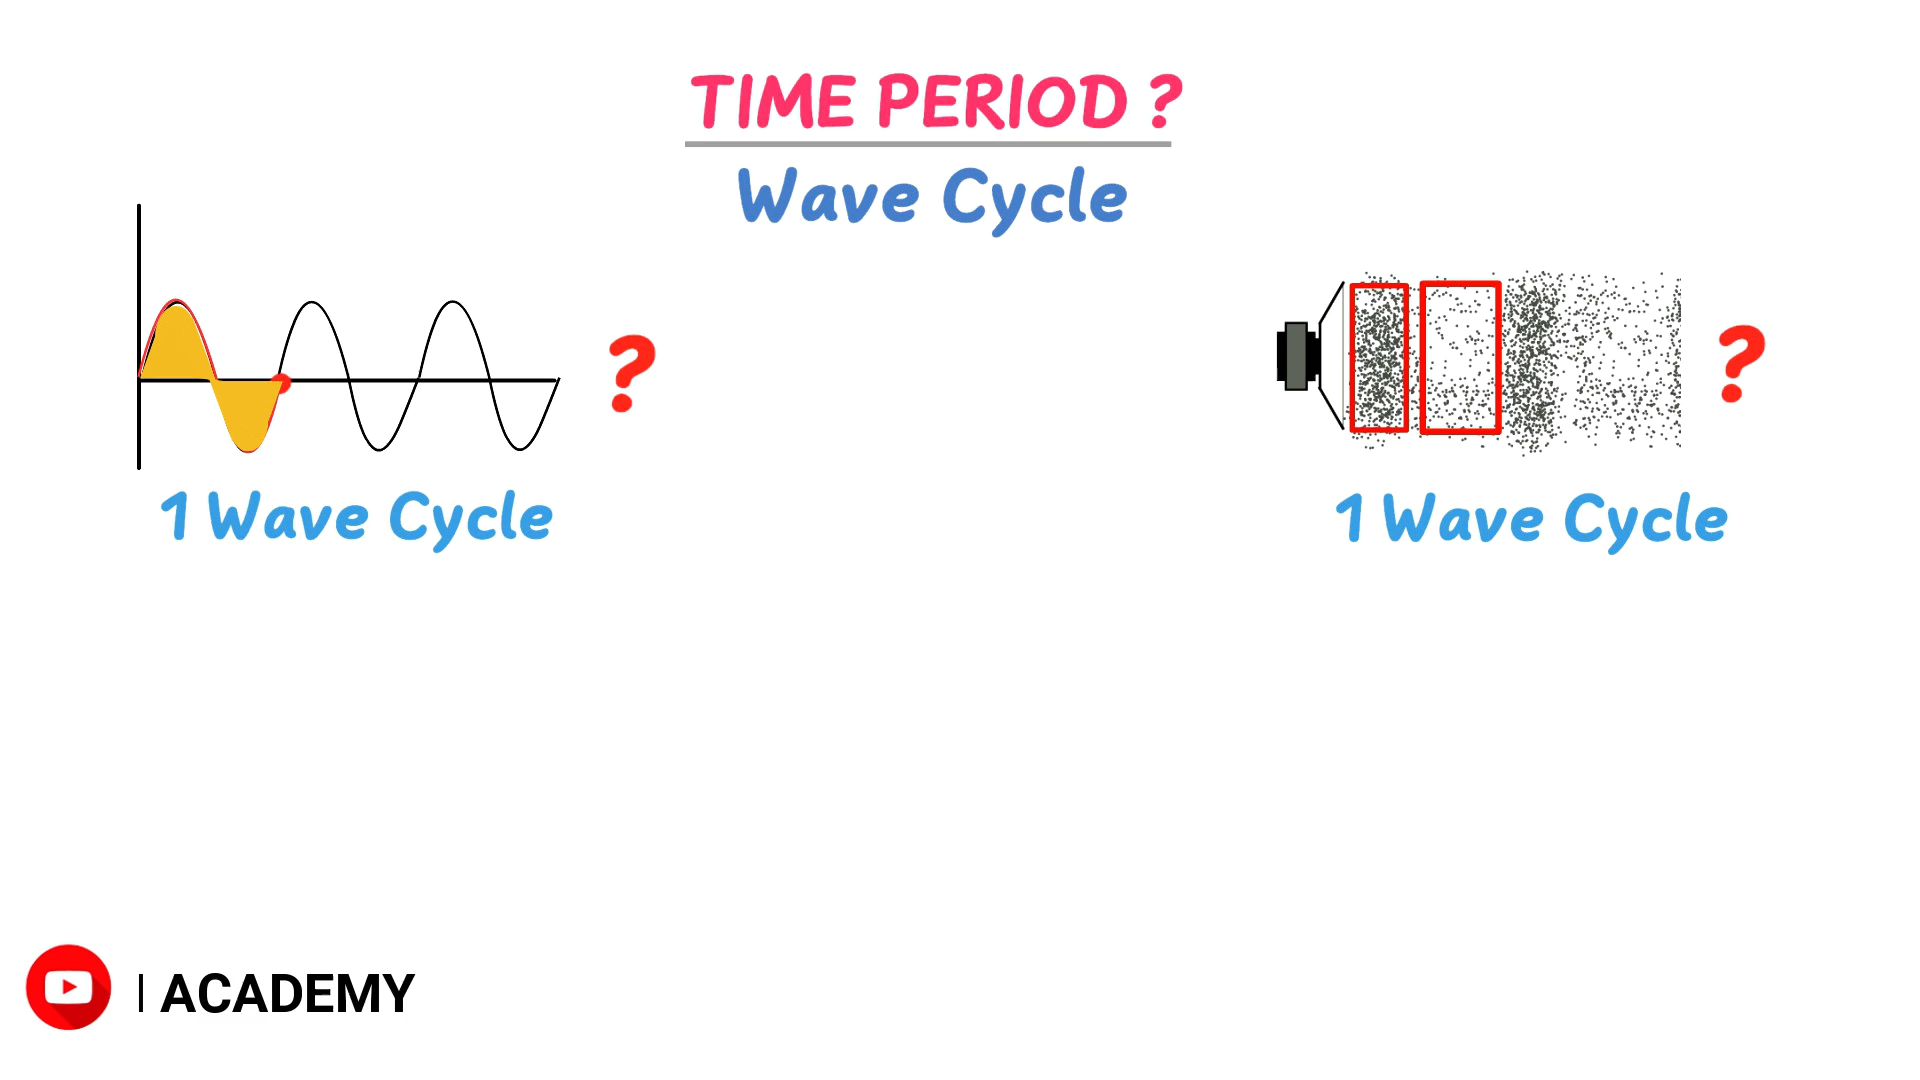 TIME PERIOD ?
Wave Cycle
?
?
1 Wave Cycle
1 Wave Cycle
| ACADEMY